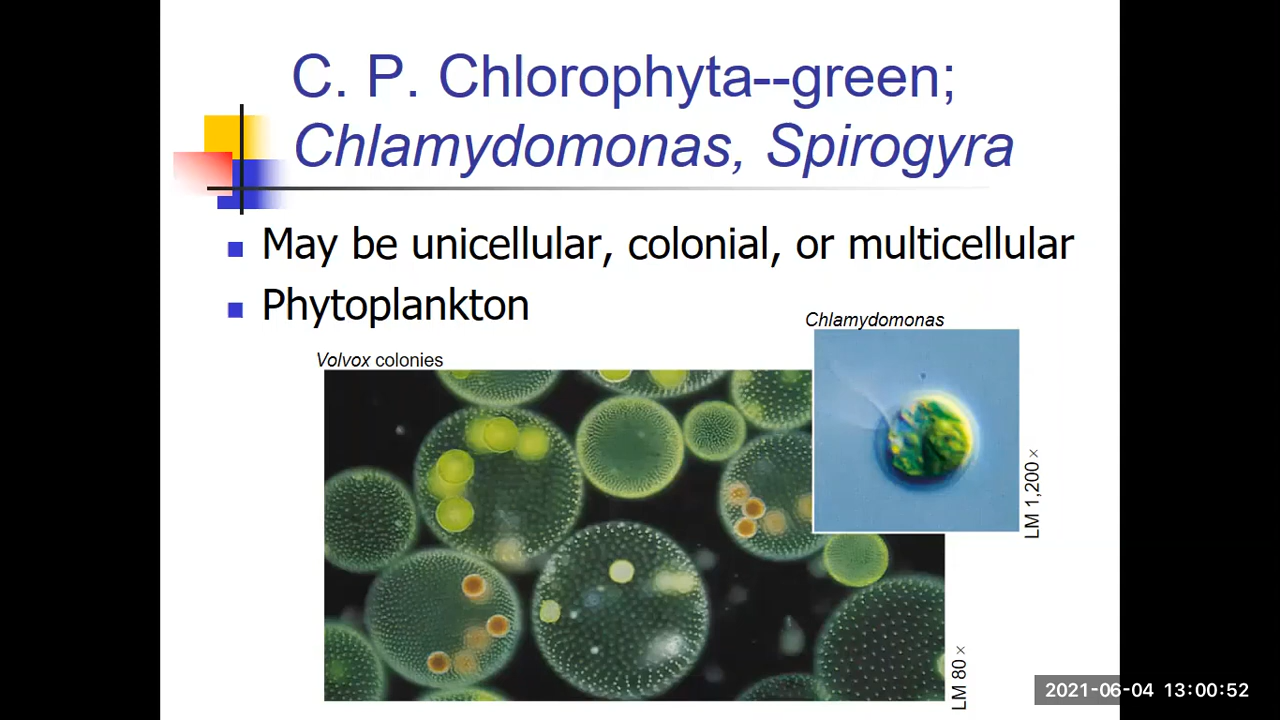 C. P. Chlorophyta--green;
Chlamydomonas, Spirogyra
May be unicellular, colonial, or multicellular
Phytoplankton
Chlamydomonas
Volvox colonies
LM 1,200 ×
LM 80 ×
2021-06-04 13:00:52